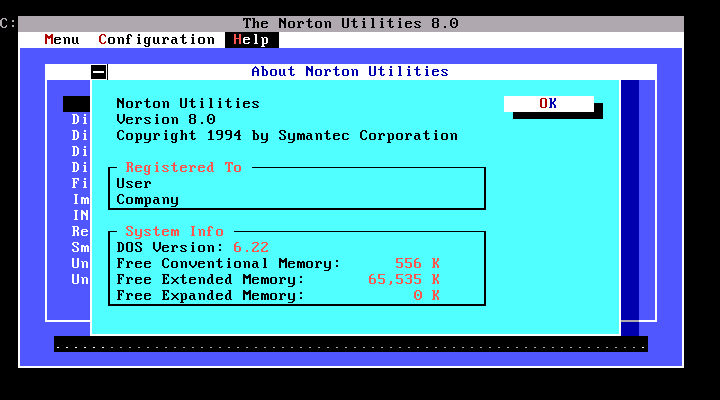 C:
The Norton Utilities 8.0
Menu Configuration Help
About Norton Utilities
Norton Utilities
OK
Version 8.0
Copyright 1994 by Symantec Corporation
Registered To
User
Company
System Info
DOS Version: 6.22
Free Conventional Memory: 556 K
Free Extended Memory: 65,535 K
Free Expanded Memory: 0 K
Di
Di
Di
Di
Fi
Im
IN
Re
Sm
Un
Un